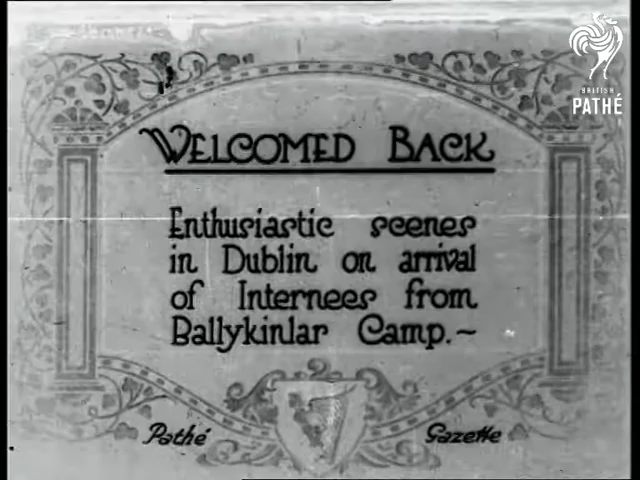 BRITISH
PATHÉ
WELCOMED BACK
Enthusiastic scenes
in Dublin on arrival
of Internees from
Ballykinlar Camp.~
Pathé Gazette